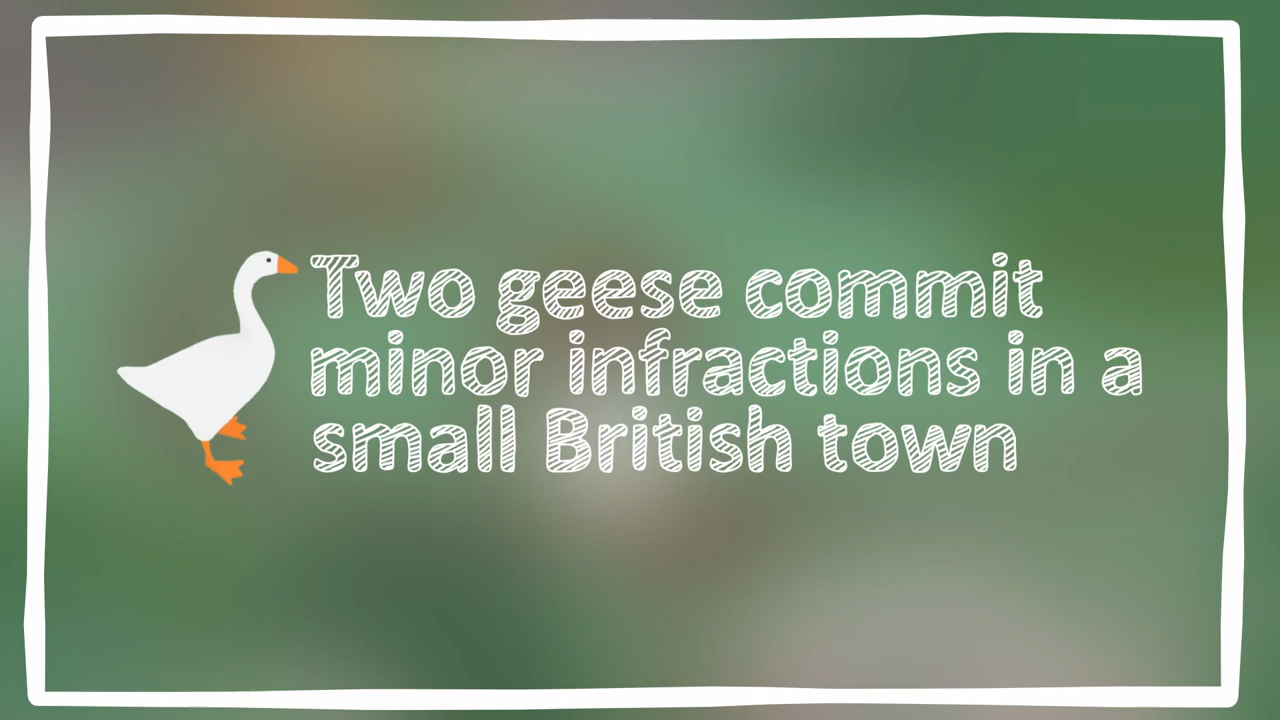 Two geese commit
minor infractions in a
small British town